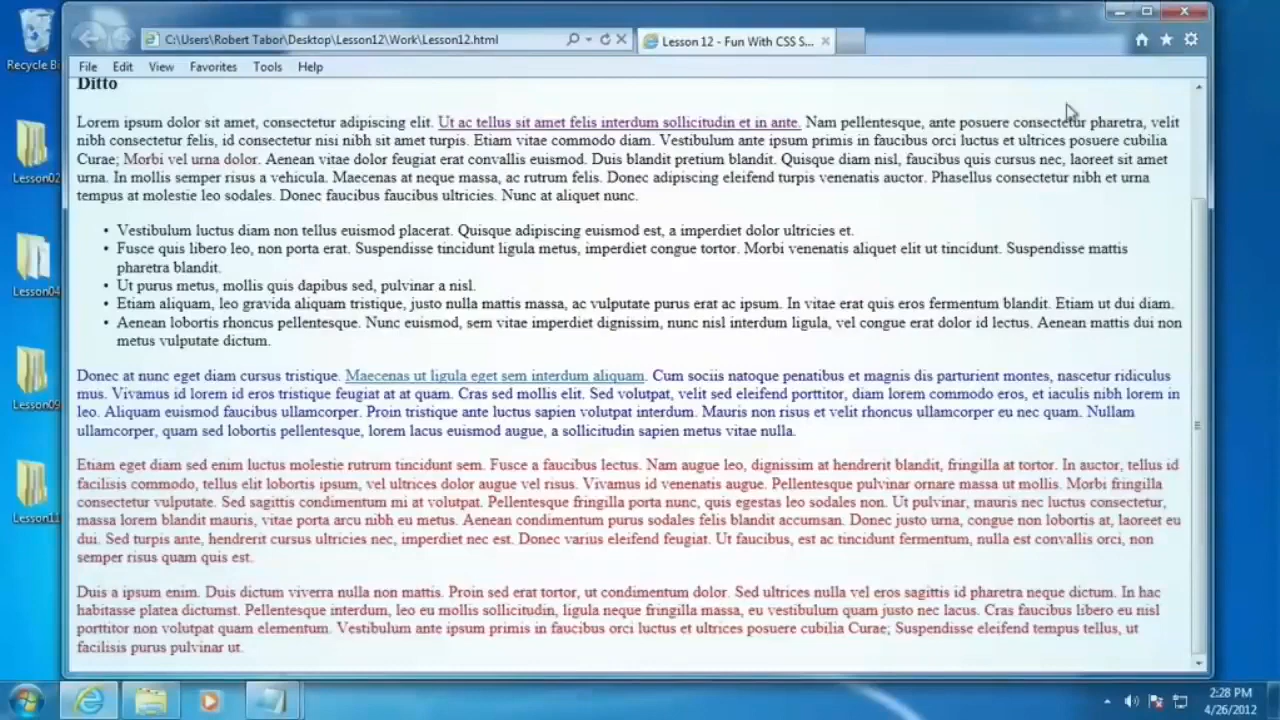 Recycle Bi
Lesson02
Lesson04
Lesson09
Lesson11
C:\Users\Robert Tabor\Desktop\Lesson12\Work\Lesson12.html
Lesson 12 - Fun With CSS S...
File Edit View Favorites Tools Help
Ditto
Lorem ipsum dolor sit amet, consectetur adipiscing elit. Ut ac tellus sit amet felis interdum sollicitudin et in ante. Nam pellentesque, ante posuere consectetur pharetra, velit
nibh consectetur felis, id consectetur nisi nibh sit amet turpis. Etiam vitae commodo diam. Vestibulum ante ipsum primis in faucibus orci luctus et ultrices posuere cubilia
Curae; Morbi vel urna dolor. Aenean vitae dolor feugiat erat convallis euismod. Duis blandit pretium blandit. Quisque diam nisl, faucibus quis cursus nec, laoreet sit amet
urna. In mollis semper risus a vehicula. Maecenas at neque massa, ac rutrum felis. Donec adipiscing eleifend turpis venenatis auctor. Phasellus consectetur nibh et urna
tempus at molestie leo sodales. Donec faucibus faucibus ultricies. Nunc at aliquet nunc.
• Vestibulum luctus diam non tellus euismod placerat. Quisque adipiscing euismod est, a imperdiet dolor ultricies et.
• Fusce quis libero leo, non porta erat. Suspendisse tincidunt ligula metus, imperdiet congue tortor. Morbi venenatis aliquet elit ut tincidunt. Suspendisse mattis
pharetra blandit.
• Ut purus metus, mollis quis dapibus sed, pulvinar a nisl.
• Etiam aliquam, leo gravida aliquam tristique, justo nulla mattis massa, ac vulputate purus erat ac ipsum. In vitae erat quis eros fermentum blandit. Etiam ut dui diam.
• Aenean lobortis rhoncus pellentesque. Nunc euismod, sem vitae imperdiet dignissim, nunc nisl interdum ligula, vel congue erat dolor id lectus. Aenean mattis dui non
metus vulputate dictum.
Donec at nunc eget diam cursus tristique. Maecenas ut ligula eget sem interdum aliquam. Cum sociis natoque penatibus et magnis dis parturient montes, nascetur ridiculus
mus. Vivamus id lorem id eros tristique feugiat at at quam. Cras sed mollis elit. Sed volutpat, velit sed eleifend porttitor, diam lorem commodo eros, et iaculis nibh lorem in
leo. Aliquam euismod faucibus ullamcorper. Proin tristique ante luctus sapien volutpat interdum. Mauris non risus et velit rhoncus ullamcorper eu nec quam. Nullam
ullamcorper, quam sed lobortis pellentesque, lorem lacus euismod augue, a sollicitudin sapien metus vitae nulla.
Etiam eget diam sed enim luctus molestie rutrum tincidunt sem. Fusce a faucibus lectus. Nam augue leo, dignissim at hendrerit blandit, fringilla at tortor. In auctor, tellus id
facilisis commodo, tellus elit lobortis ipsum, vel ultrices dolor augue vel risus. Vivamus id venenatis augue. Pellentesque pulvinar ornare massa ut mollis. Morbi fringilla
consectetur vulputate. Sed sagittis condimentum mi at volutpat. Pellentesque fringilla porta nunc, quis egestas leo sodales non. Ut pulvinar, mauris nec luctus consectetur,
massa lorem blandit mauris, vitae porta arcu nibh eu metus. Aenean condimentum purus sodales felis blandit accumsan. Donec justo urna, congue non lobortis at, laoreet eu
dui. Sed turpis ante, hendrerit cursus ultricies nec, imperdiet nec est. Donec varius eleifend feugiat. Ut faucibus, est ac tincidunt fermentum, nulla est convallis orci, non
semper risus quam quis est.
Duis a ipsum enim. Duis dictum viverra nulla non mattis. Proin sed erat tortor, ut condimentum dolor. Sed ultrices nulla vel eros sagittis id pharetra neque dictum. In hac
habitasse platea dictumst. Pellentesque interdum, leo eu mollis sollicitudin, ligula neque fringilla massa, eu vestibulum quam justo nec lacus. Cras faucibus libero eu nisl
porttitor non volutpat quam elementum. Vestibulum ante ipsum primis in faucibus orci luctus et ultrices posuere cubilia Curae; Suspendisse eleifend tempus tellus, ut
facilisis purus pulvinar ut.
2:28 PM
4/26/2012